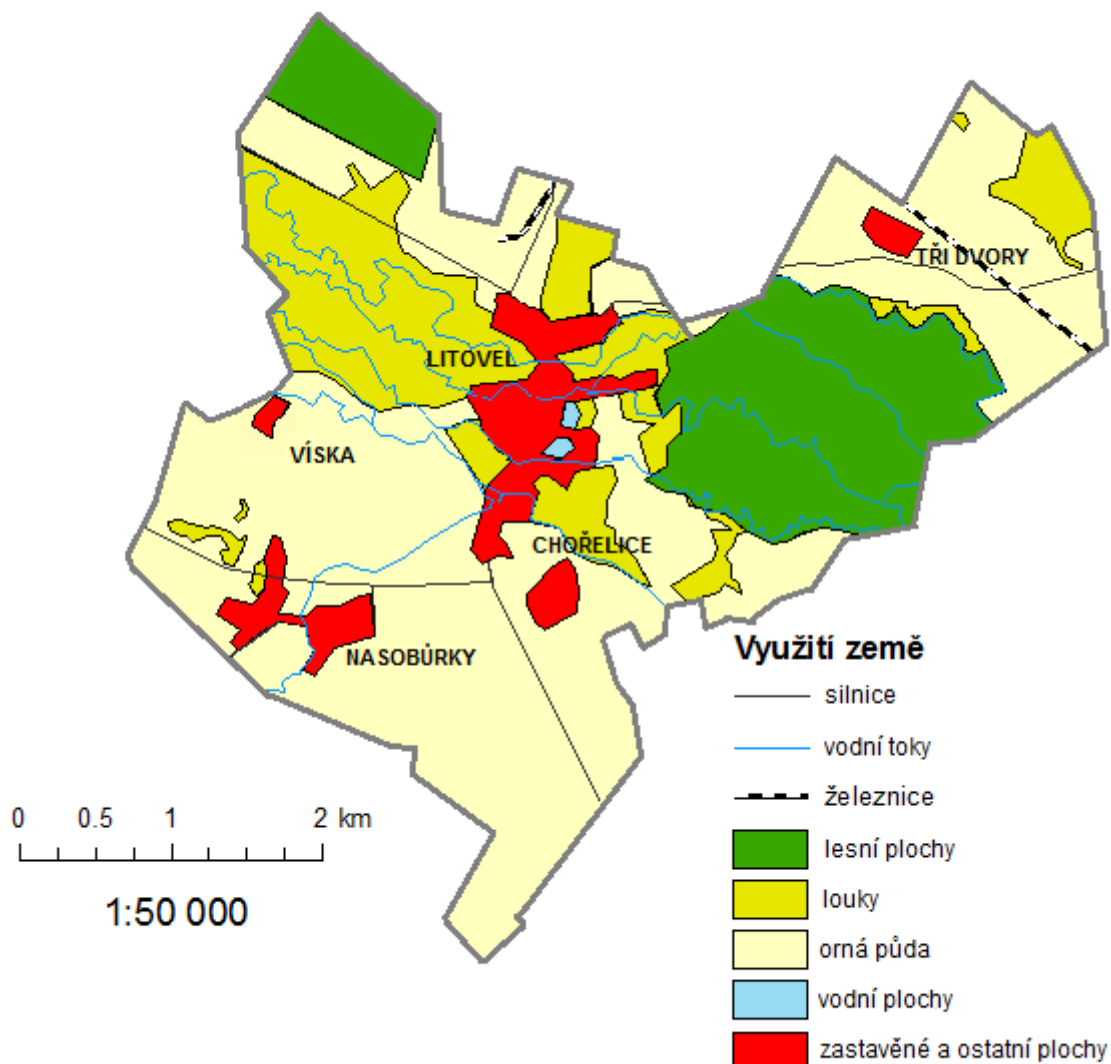 TŘI DVORY
LITOVEL
VÍSKA
CHOŘELICE
NASOBŮRKY
Využití země
silnice
vodní toky
železnice
lesní plochy
louky
orná půda
vodní plochy
zastavěné a ostatní plochy
0 0.5 1 2 km
1:50 000